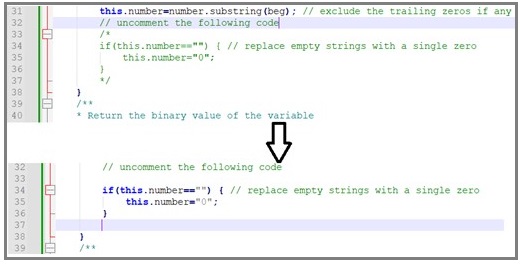 31 this.number=number.substring(beg); // exclude the trailing zeros if any
32 // uncomment the following code
33 /*
34 if(this.number=="") { // replace empty strings with a single zero
35 this.number="0";
36 }
37 */
38 }
39 /**
40 * Return the binary value of the variable
32 // uncomment the following code
33
34 if(this.number=="") { // replace empty strings with a single zero
35 this.number="0";
36 }
37
38 }
39 /**